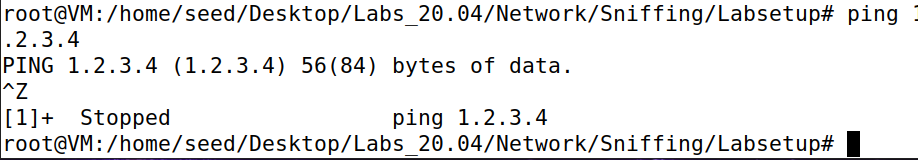 root@VM:/home/seed/Desktop/Labs_20.04/Network/Sniffing/Labsetup# ping 1
.2.3.4
PING 1.2.3.4 (1.2.3.4) 56(84) bytes of data.
^Z
[1]+  Stopped                 ping 1.2.3.4
root@VM:/home/seed/Desktop/Labs_20.04/Network/Sniffing/Labsetup#